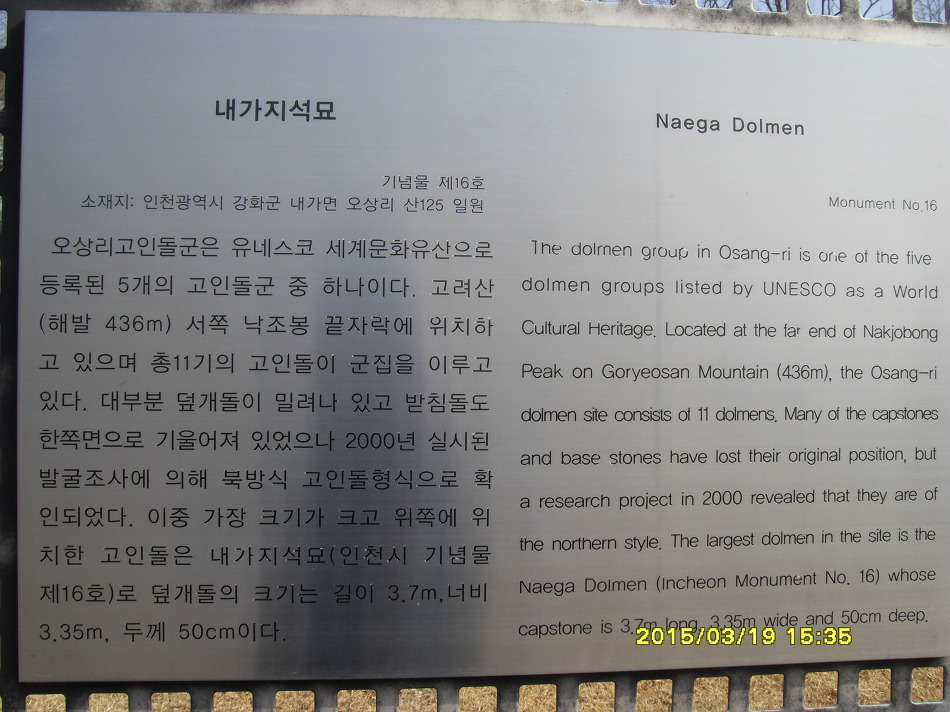 내가지석묘
기념물 제16호
소재지: 인천광역시 강화군 내가면 오상리 산125 일원
오상리고인돌군은 유네스코 세계문화유산으로
등록된 5개의 고인돌군 중 하나이다. 고려산
(해발 436m) 서쪽 낙조봉 끝자락에 위치하
고 있으며 총11기의 고인돌이 군집을 이루고
있다. 대부분 덮개돌이 밀려나 있고 받침돌도
한쪽면으로 기울어져 있었으나 2000년 실시된
발굴조사에 의해 북방식 고인돌형식으로 확
인되었다. 이중 가장 크기가 크고 위쪽에 위
치한 고인돌은 내가지석묘(인천시 기념물
제16호)로 덮개돌의 크기는 길이 3.7m,너비
3.35m, 두께 50cm이다.
Naega Dolmen
Monument No.16
The dolmen group in Osang-ri is one of the five
dolmen groups listed by UNESCO as a World
Cultural Heritage. Located at the far end of Nakjobong
Peak on Goryeosan Mountain (436m), the Osang-ri
dolmen site consists of 11 dolmens. Many of the capstones
and base stones have lost their original position, but
a research project in 2000 revealed that they are of
the northern style. The largest dolmen in the site is the
Naega Dolmen (Incheon Monument No. 16) whose
capstone is 3.7m long, 3.35m wide and 50cm deep.
2015/03/19 15:35